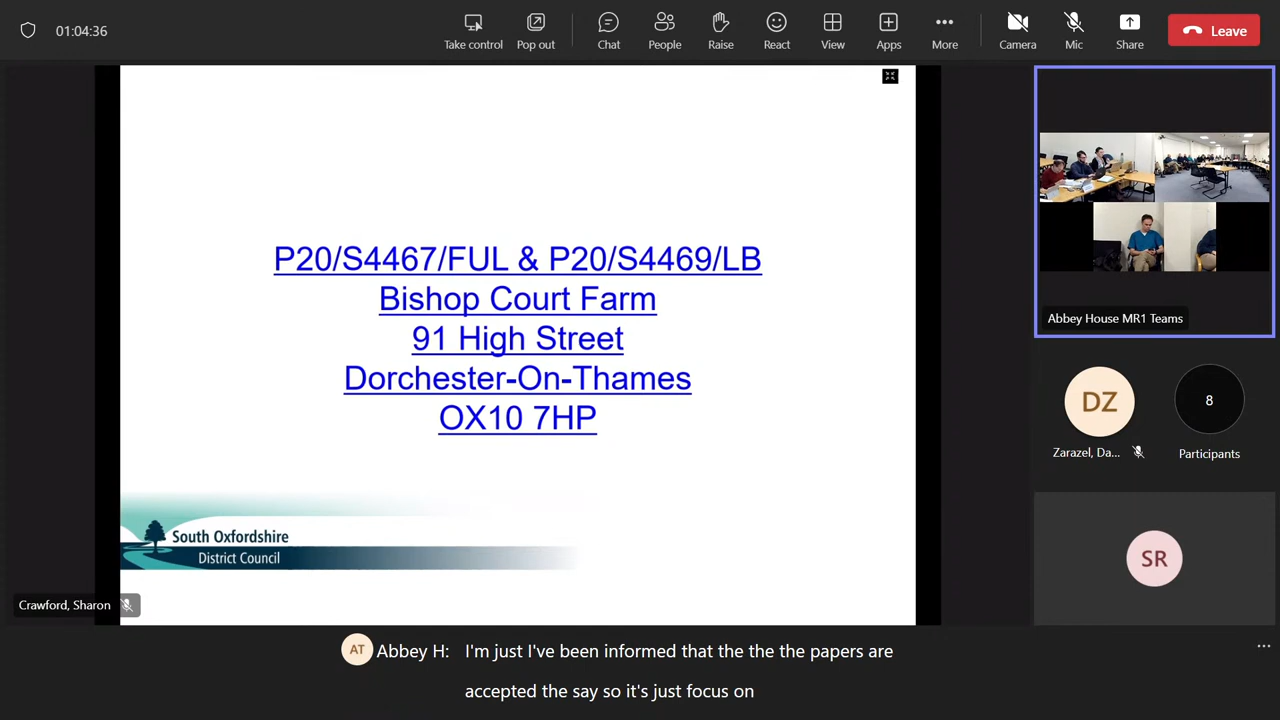 01:04:36
Take control
Pop out
Chat
People
Raise
React
View
Apps
More
Camera
Mic
Share
Leave
P20/S4467/FUL & P20/S4469/LB
Bishop Court Farm
91 High Street
Dorchester-On-Thames
OX10 7HP
South Oxfordshire
District Council
Crawford, Sharon
Abbey House MR1 Teams
DZ
Zarazel, Da...
8
Participants
SR
AT
Abbey H: I'm just I've been informed that the the the papers are
accepted the say so it's just focus on